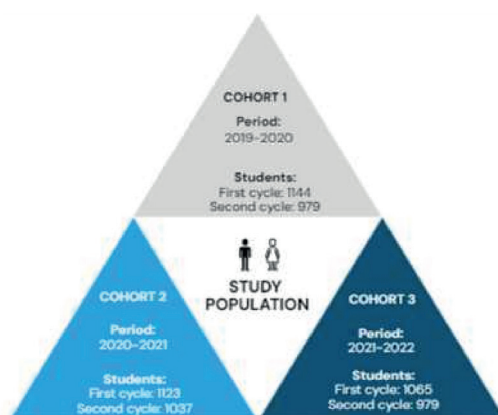 COHORT 1
Period:
2019-2020
Students:
First cycle: 1144
Second cycle: 979
STUDY
POPULATION
COHORT 2
Period:
2020-2021
Students:
First cycle: 1123
Second cycle: 1037
COHORT 3
Period:
2021-2022
Students:
First cycle: 1065
Second cycle: 979